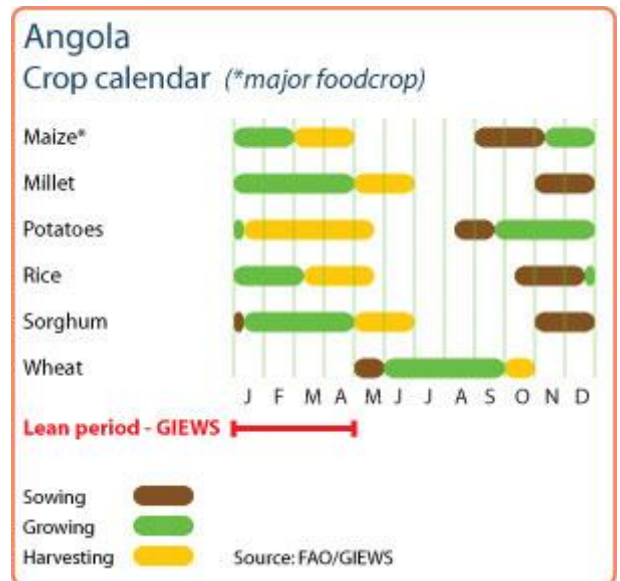 Angola
Crop calendar (*major foodcrop)
Maize*
Millet
Potatoes
Rice
Sorghum
Wheat
J F M A M J J A S O N D
Lean period - GIEWS
Sowing
Growing
Harvesting Source: FAO/GIEWS